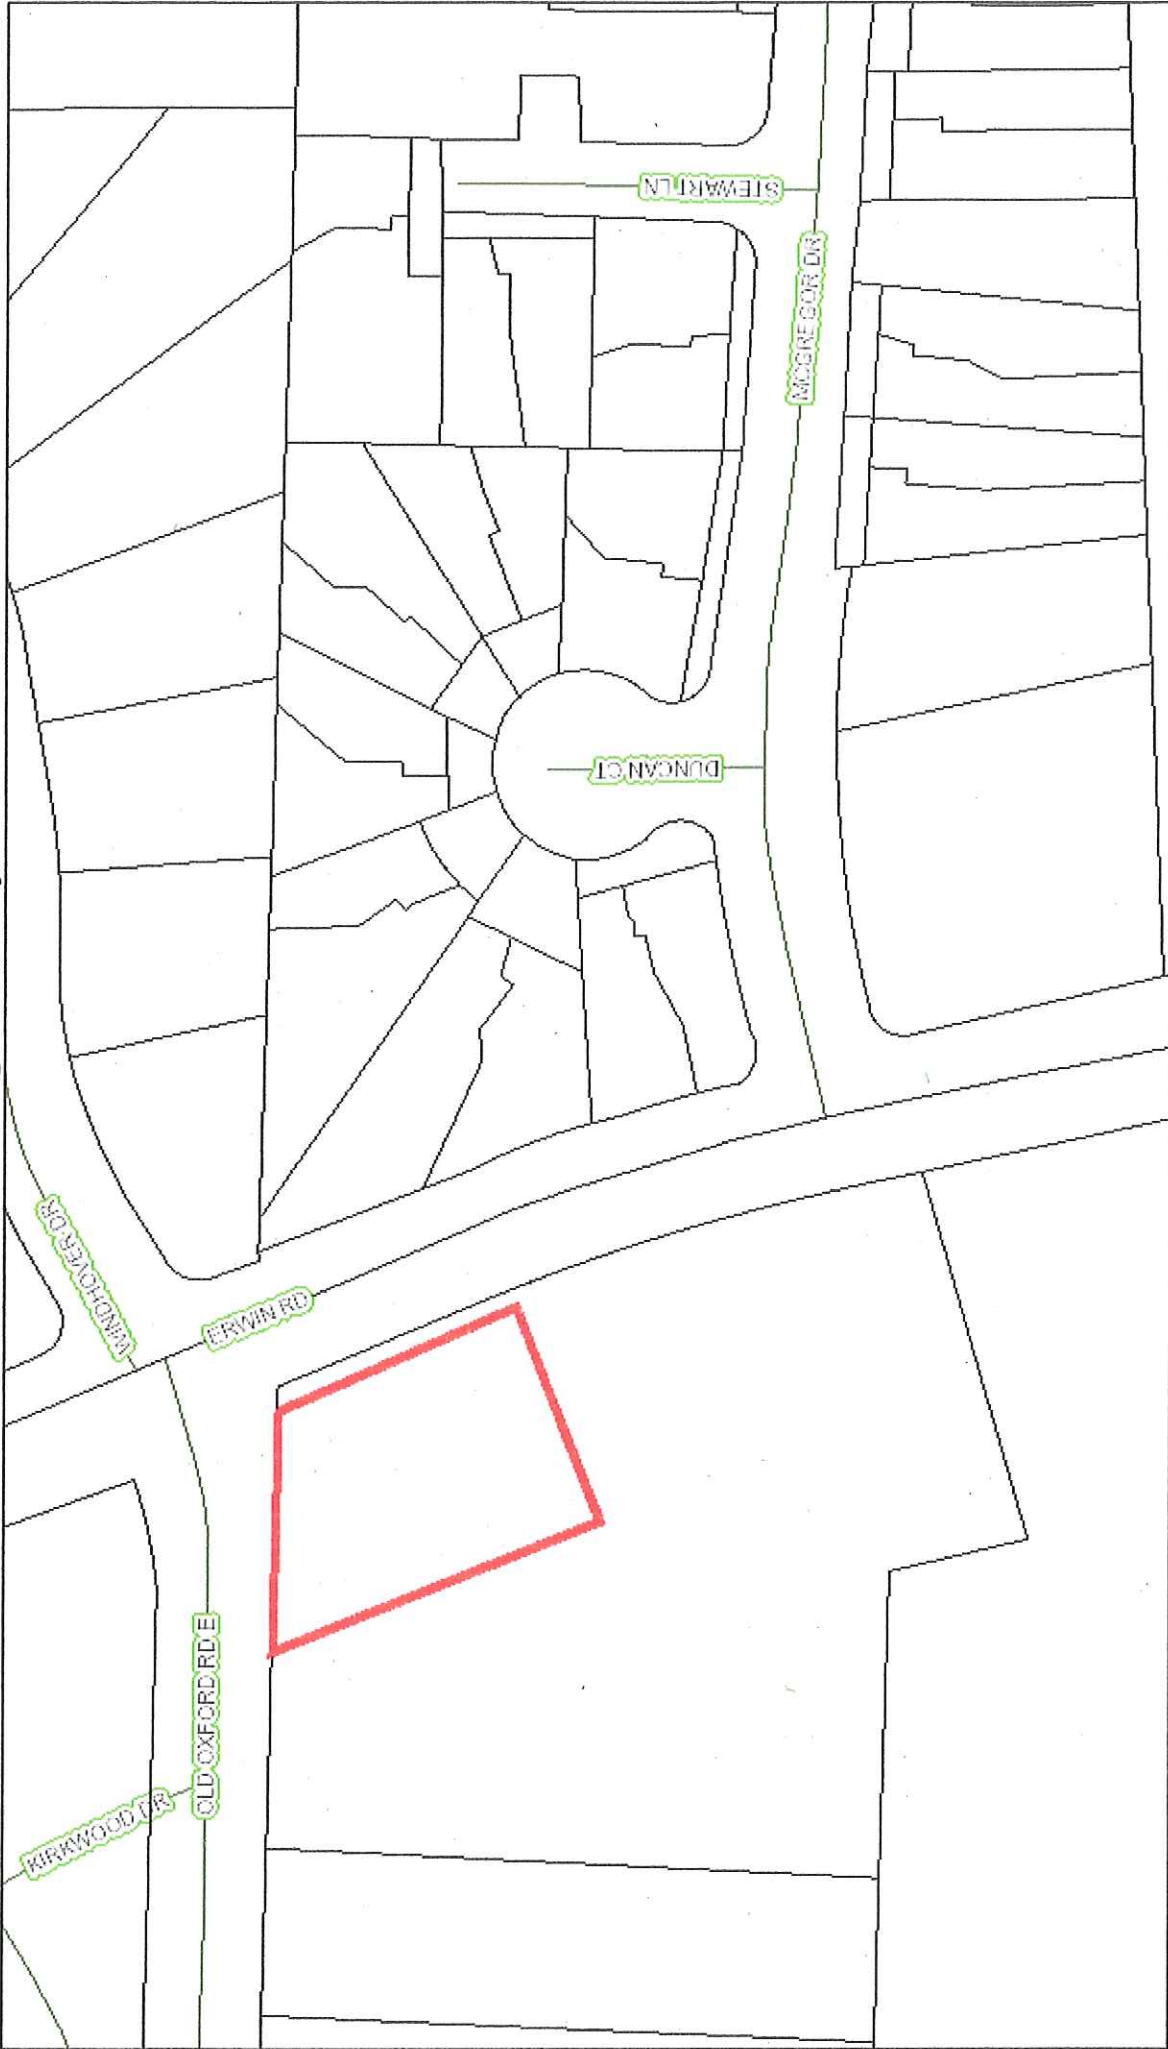 STEWART LN
MCGREGOR DR
DUNCAN CT
WINDHOVER DR
ERWIN RD
OLD OXFORD RD E
KIRKWOOD DR